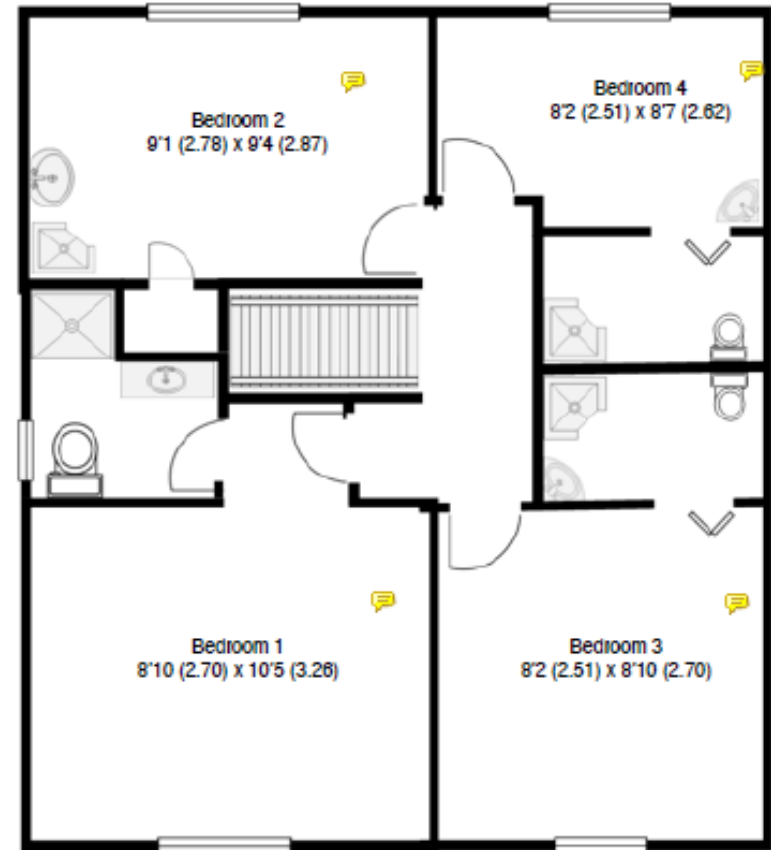 Bedroom 2
9'1 (2.78) x 9'4 (2.87)
Bedroom 4
8'2 (2.51) x 8'7 (2.62)
Bedroom 1
8'10 (2.70) x 10'5 (3.26)
Bedroom 3
8'2 (2.51) x 8'10 (2.70)